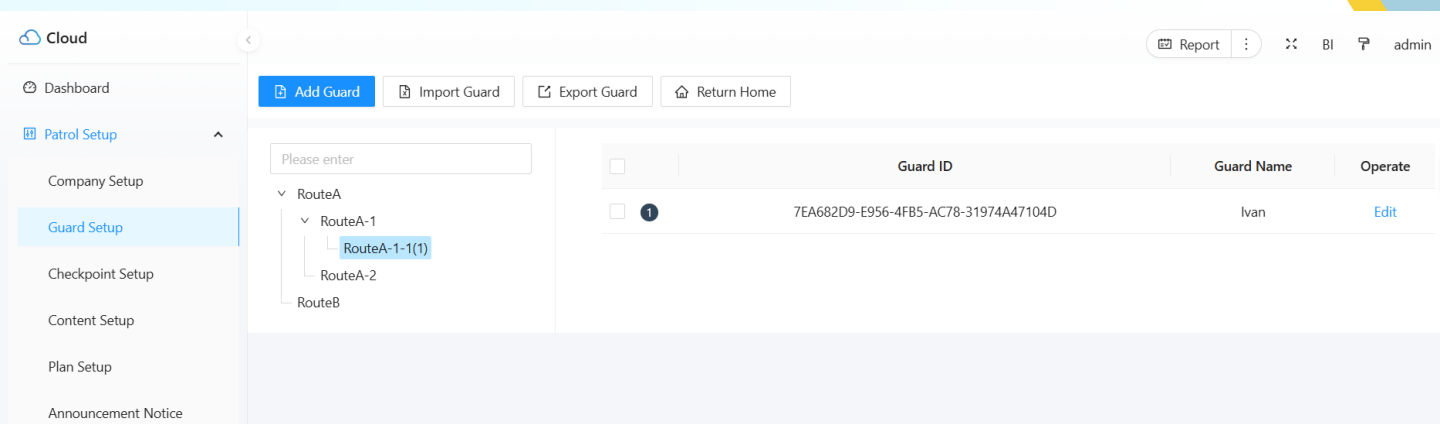 Cloud
Report
BI
admin
Dashboard
Add Guard
Import Guard
Export Guard
Return Home
Patrol Setup
Please enter
Guard ID
Guard Name
Operate
Company Setup
RouteA
1
7EA682D9-E956-4FB5-AC78-31974A47104D
Ivan
Edit
RouteA-1
Guard Setup
RouteA-1-1(1)
Checkpoint Setup
RouteA-2
RouteB
Content Setup
Plan Setup
Announcement Notice